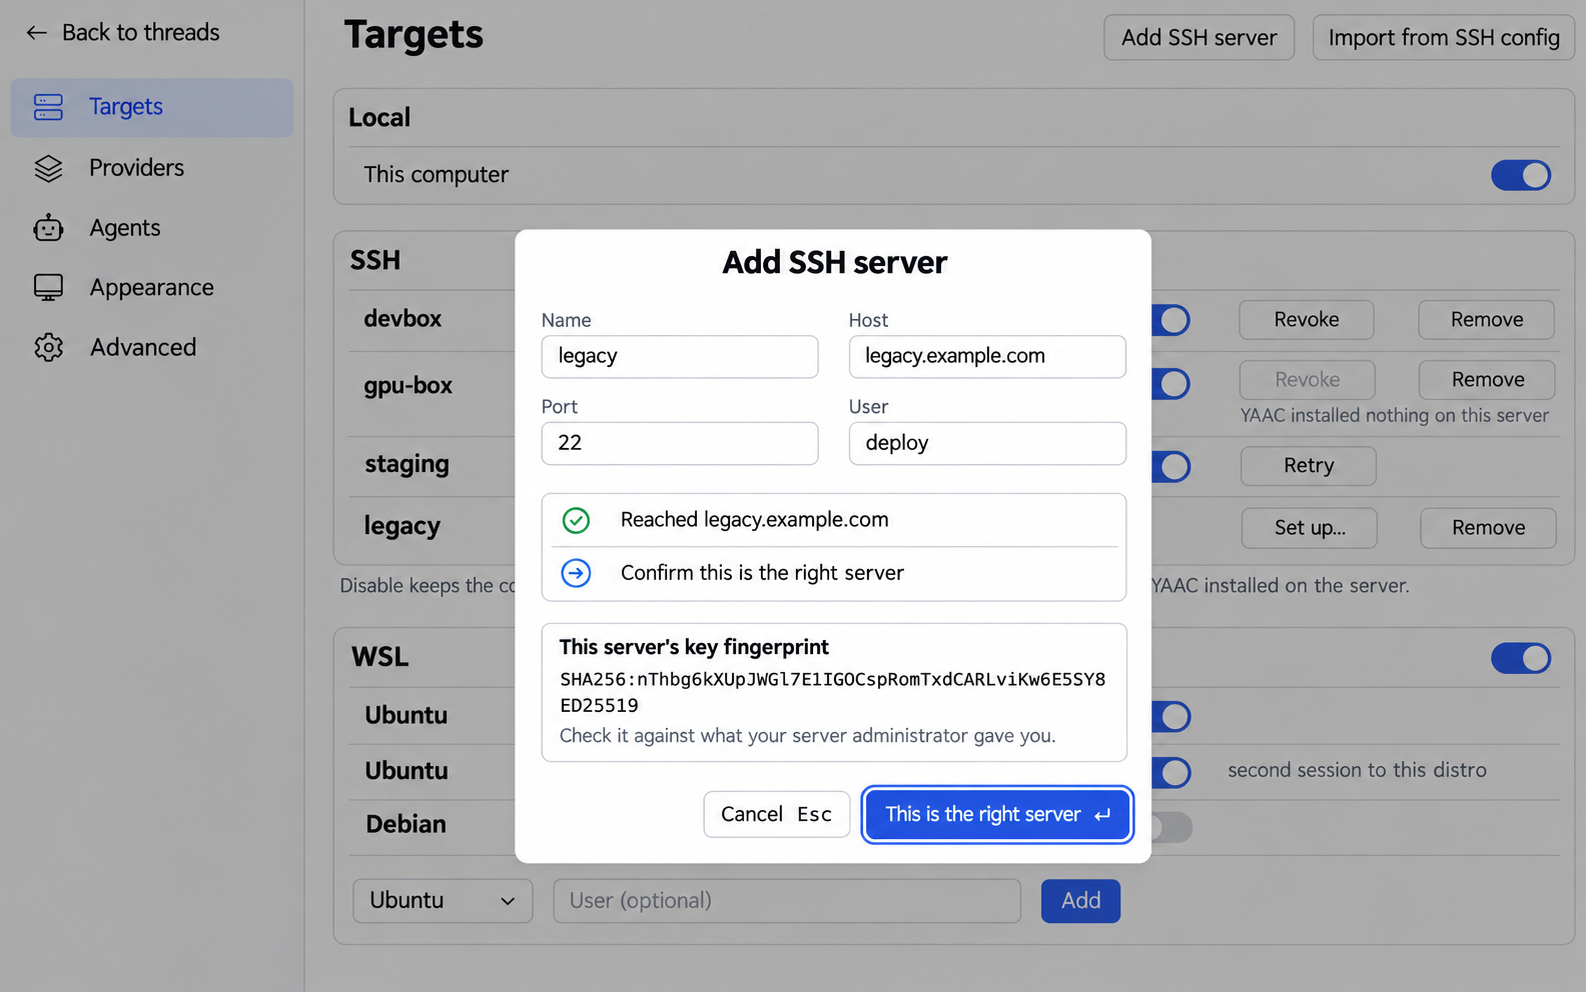 Back to threads
Targets
Providers
Agents
Appearance
Advanced
Targets
Add SSH server
Import from SSH config
Local
This computer
SSH
devbox
Revoke
Remove
gpu-box
Revoke
Remove
YAAC installed nothing on this server
staging
Retry
legacy
Set up...
Remove
Disable keeps the
YAAC installed on the server.
WSL
Ubuntu
Ubuntu
second session to this distro
Debian
Ubuntu
User (optional)
Add
Add SSH server
Name
Host
legacy
legacy.example.com
Port
User
22
deploy
Reached legacy.example.com
Confirm this is the right server
This server's key fingerprint
SHA256:nThbg6kXUpJWGl7E1IGOCspRomTxdCARLviKw6E5SY8
ED25519
Check it against what your server administrator gave you.
Cancel Esc
This is the right server ↵